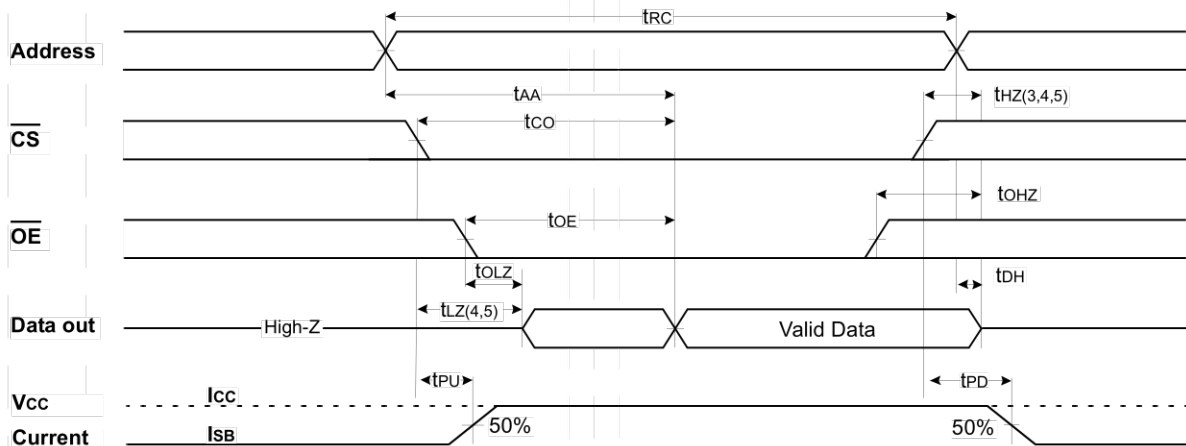 tRC
Address
tAA
tHZ(3,4,5)
tCO
CS
tOHZ
tOE
OE
tOLZ
tDH
tLZ(4,5)
Data out
High-Z
Valid Data
tPU
tPD
VCC
ICC
50%
50%
Current
ISB